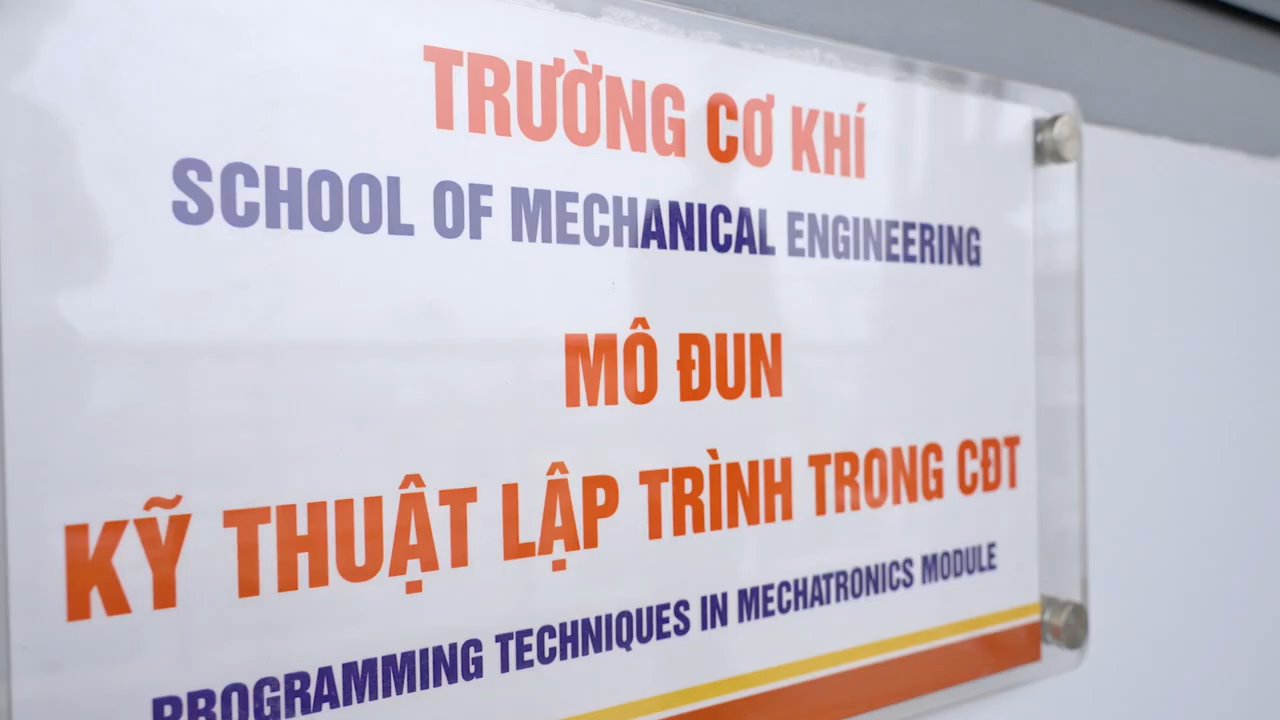 TRƯỜNG CƠ KHÍ
SCHOOL OF MECHANICAL ENGINEERING
MÔ ĐUN
KỸ THUẬT LẬP TRÌNH TRONG CĐT
PROGRAMMING TECHNIQUES IN MECHATRONICS MODULE